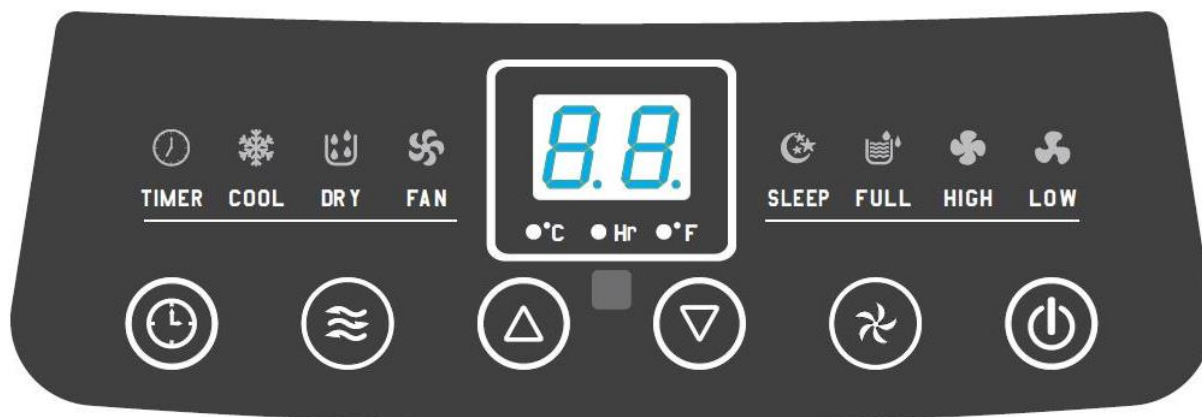 8.8.
TIMER COOL DRY FAN
SLEEP FULL HIGH LOW
°C Hr °F